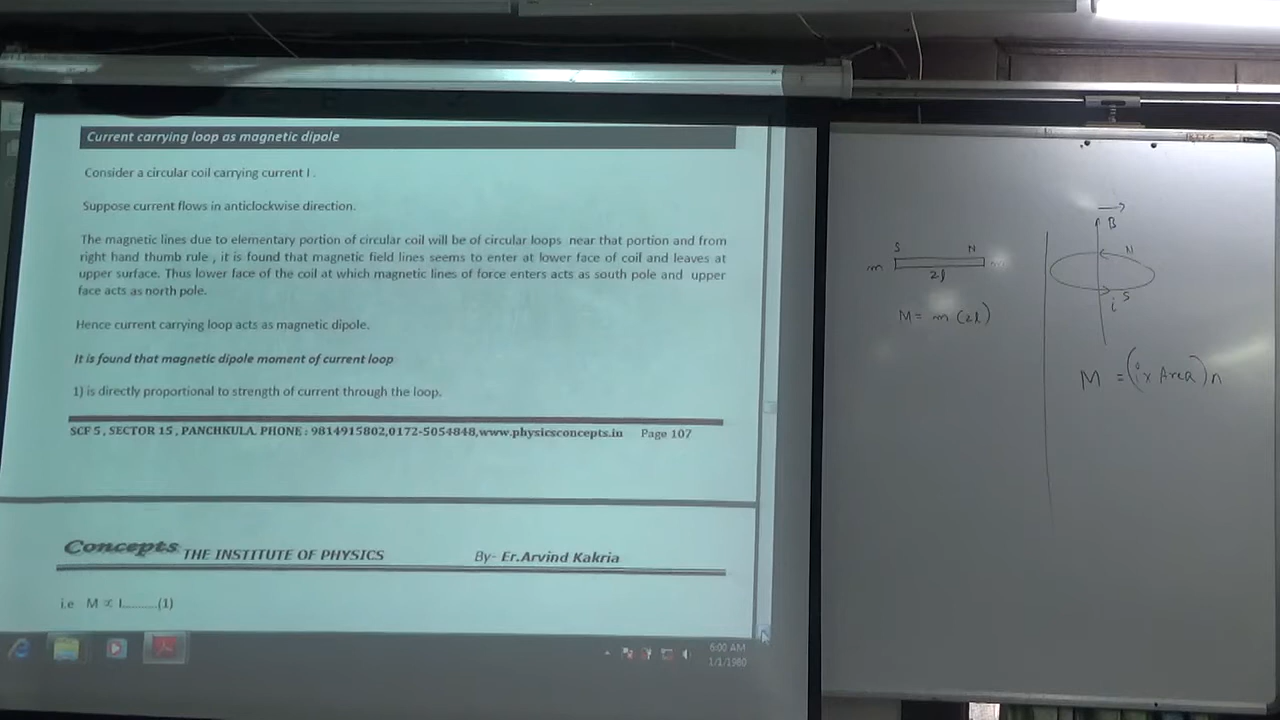 Current carrying loop as magnetic dipole
Consider a circular coil carrying current I .
Suppose current flows in anticlockwise direction.
The magnetic lines due to elementary portion of circular coil will be of circular loops near that portion and from
right hand thumb rule , it is found that magnetic field lines seems to enter at lower face of coil and leaves at
upper surface. Thus lower face of the coil at which magnetic lines of force enters acts as south pole and upper
face acts as north pole.
Hence current carrying loop acts as magnetic dipole.
It is found that magnetic dipole moment of current loop
1) is directly proportional to strength of current through the loop.
SCF 5 , SECTOR 15 , PANCHKULA. PHONE : 9814915802,0172-5054848,www.physicsconcepts.in Page 107
Concepts THE INSTITUTE OF PHYSICS By- Er.Arvind Kakria
i.e M ∝ I..........(1)
6:00 AM
1/1/1980
S N
m m
2l
M = m (2l)
B
N
S
i
M = (i x Area) n